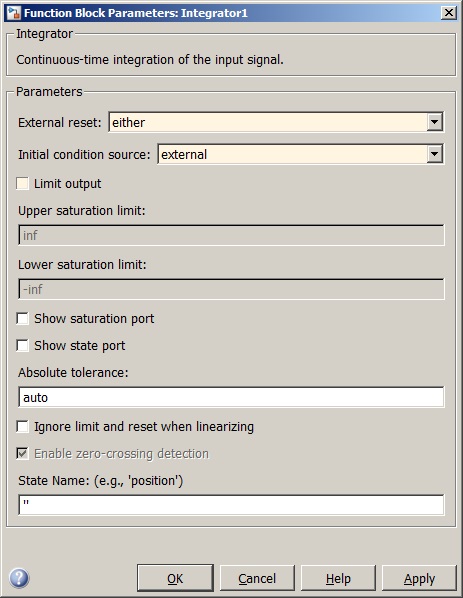 Function Block Parameters: Integrator1
Integrator
Continuous-time integration of the input signal.
Parameters
External reset: either
Initial condition source: external
Limit output
Upper saturation limit:
inf
Lower saturation limit:
-inf
Show saturation port
Show state port
Absolute tolerance:
auto
Ignore limit and reset when linearizing
Enable zero-crossing detection
State Name: (e.g., 'position')
''
OK Cancel Help Apply